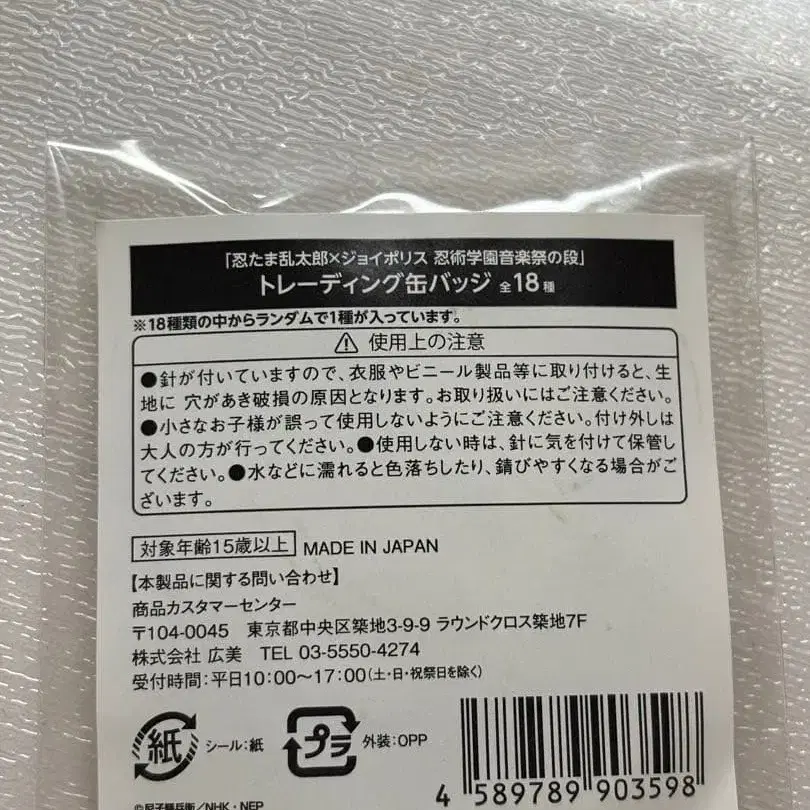 「忍たま乱太郎×ジョイポリス 忍術学園音楽祭の段」
トレーディング缶バッジ 全18種
※18種類の中からランダムで1種が入っています。
⚠ 使用上の注意
●針が付いていますので、衣服やビニール製品等に取り付けると、生
地に 穴があき破損の原因となります。お取り扱いにはご注意ください。
●小さなお子様が誤って使用しないようにご注意ください。付け外しは
大人の方が行ってください。●使用しない時は、針に気を付けて保管し
てください。●水などに濡れると色落ちしたり、錆びやすくなる場合がご
ざいます。
対象年齢15歳以上 MADE IN JAPAN
【本製品に関する問い合わせ】
商品カスタマーセンター
〒104-0045 東京都中央区築地3-9-9 ラウンドクロス築地7F
株式会社 広美 TEL 03-5550-4274
受付時間：平日10:00～17:00(土・日・祝祭日を除く)
紙 シール：紙 プラ 外装：OPP
4 589789 903598
©尼子騒兵衛／NHK・NEP